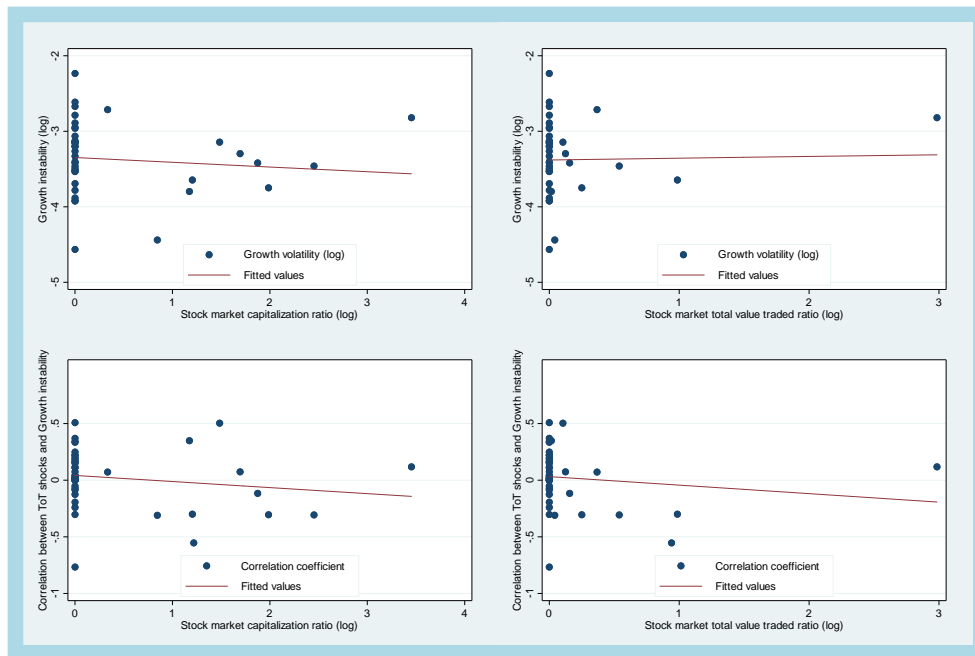 Growth instability (log)
-2
-3
-4
-5
Growth volatility (log)
Fitted values
0 1 2 3 4
Stock market capitalization ratio (log)
Growth instability (log)
-2
-3
-4
-5
Growth volatility (log)
Fitted values
0 1 2 3
Stock market total value traded ratio (log)
Correlation between ToT shocks and Growth instability
.5
0
-.5
-1
Correlation coefficient
Fitted values
0 1 2 3 4
Stock market capitalization ratio (log)
Correlation between ToT shocks and Growth instability
.5
0
-.5
-1
Correlation coefficient
Fitted values
0 1 2 3
Stock market total value traded ratio (log)